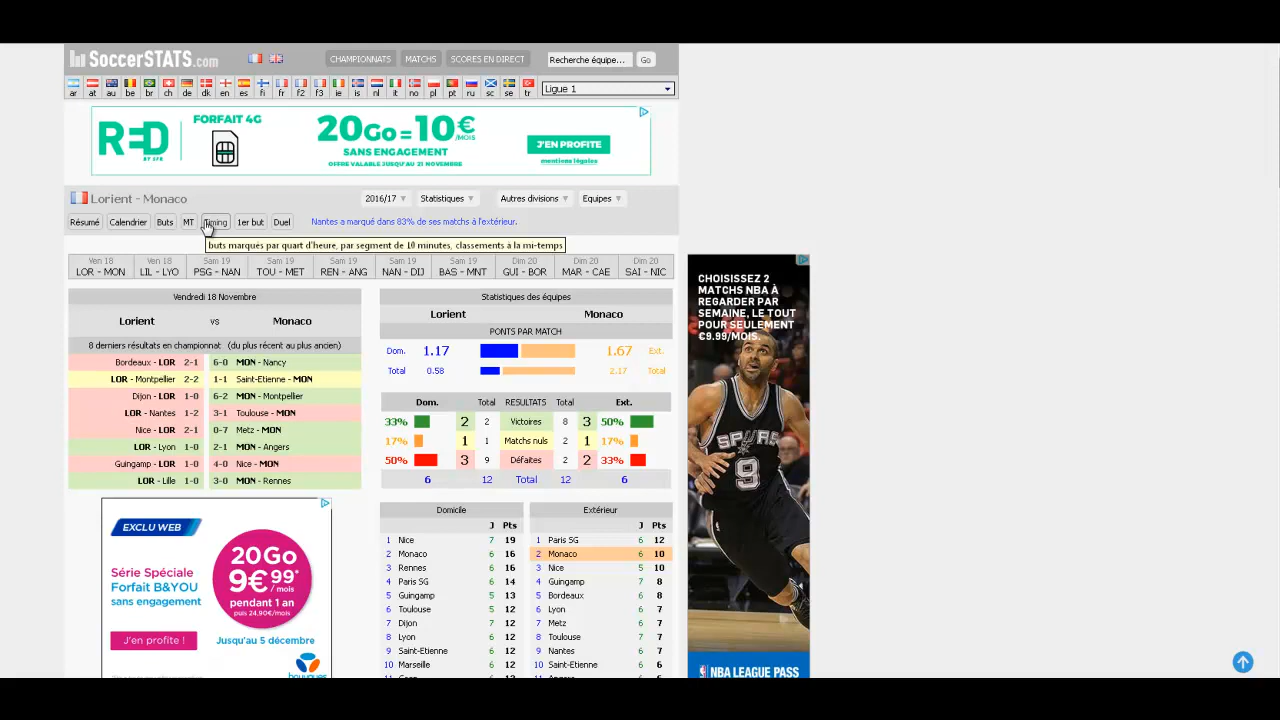 SoccerSTATS.com
CHAMPIONNATS MATCHS SCORES EN DIRECT Recherche équipe... Go
ar at au be br ch de dk en es fi fr f2 f3 ie is nl it no pl pt ru sc se tr Ligue 1
RED BY SFR
FORFAIT 4G
20Go = 10€ /MOIS
SANS ENGAGEMENT
OFFRE VALABLE JUSQU'AU 21 NOVEMBRE
J'EN PROFITE
mentions légales
Lorient - Monaco 2016/17 Statistiques Autres divisions Equipes
Résumé Calendrier Buts MT Timing 1er but Duel Nantes a marqué dans 83% de ses matchs à l'extérieur.
buts marqués par quart d'heure, par segment de 10 minutes, classements à la mi-temps
Ven 18 Ven 18 Sam 19 Sam 19 Sam 19 Sam 19 Sam 19 Dim 20 Dim 20 Dim 20
LOR - MON LIL - LYO PSG - NAN TOU - MET REN - ANG NAN - DIJ BAS - MNT GUI - BOR MAR - CAE SAI - NIC
Vendredi 18 Novembre
Lorient vs Monaco
8 derniers résultats en championnat (du plus récent au plus ancien)
Bordeaux - LOR 2-1 6-0 MON - Nancy
LOR - Montpellier 2-2 1-1 Saint-Etienne - MON
Dijon - LOR 1-0 6-2 MON - Montpellier
LOR - Nantes 1-2 3-1 Toulouse - MON
Nice - LOR 2-1 0-7 Metz - MON
LOR - Lyon 1-0 2-1 MON - Angers
Guingamp - LOR 1-0 4-0 Nice - MON
LOR - Lille 1-0 3-0 MON - Rennes
Statistiques des équipes
Lorient Monaco
PONTS PAR MATCH
Dom. 1.17 1.67 Ext.
Total 0.58 2.17 Total
Dom. Total RESULTATS Total Ext.
33% 2 2 Victoires 8 3 50%
17% 1 1 Matchs nuls 2 1 17%
50% 3 9 Défaites 2 2 33%
6 12 Total 12 6
Domicile
J Pts
1 Nice 7 19
2 Monaco 6 16
3 Rennes 6 16
4 Paris SG 6 14
5 Guingamp 5 13
6 Toulouse 5 12
7 Dijon 7 12
8 Lyon 6 12
9 Saint-Etienne 6 12
10 Marseille 6 12
Extérieur
J Pts
1 Paris SG 6 12
2 Monaco 6 10
3 Nice 5 10
4 Guingamp 7 8
5 Bordeaux 6 8
6 Lyon 6 7
7 Metz 6 7
8 Toulouse 7 7
9 Nantes 6 7
10 Saint-Etienne 6 6
EXCLU WEB
Série Spéciale
Forfait B&YOU
sans engagement
J'en profite !
20Go
9€99* / mois
pendant 1 an
puis 24,90€/mois
Jusqu'au 5 décembre
CHOISISSEZ 2
MATCHS NBA À
REGARDER PAR
SEMAINE, LE TOUT
POUR SEULEMENT
€9.99/MOIS.
SPURS
9
NBA LEAGUE PASS